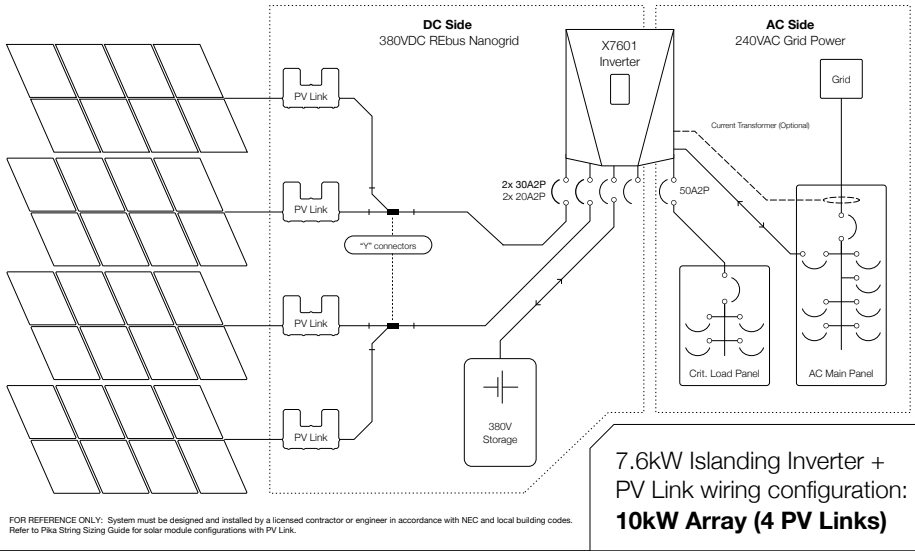 DC Side
380VDC REbus Nanogrid
AC Side
240VAC Grid Power
X7601
Inverter
Grid
PV Link
Current Transformer (Optional)
2x 30A2P
2x 20A2P
50A2P
PV Link
"Y" connectors
PV Link
Crit. Load Panel
AC Main Panel
380V
Storage
PV Link
7.6kW Islanding Inverter +
PV Link wiring configuration:
10kW Array (4 PV Links)
FOR REFERENCE ONLY: System must be designed and installed by a licensed contractor or engineer in accordance with NEC and local building codes.
Refer to Pika String Sizing Guide for solar module configurations with PV Link.